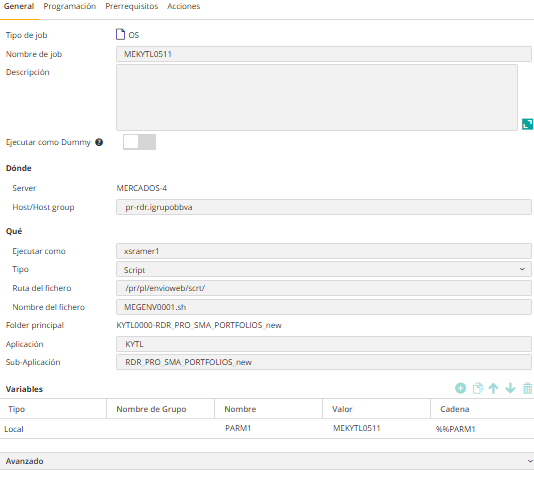 General Programación Prerrequisitos Acciones
Tipo de job OS
Nombre de job MEKYTL0511
Descripción
Ejecutar como Dummy ?
Dónde
Server MERCADOS-4
Host/Host group pr-rdr.igrupobbva
Qué
Ejecutar como xsramer1
Tipo Script
Ruta del fichero /pr/pl/envioweb/scrt/
Nombre del fichero MEGENV0001.sh
Folder principal KYTL0000-RDR_PRO_SMA_PORTFOLIOS_new
Aplicación KYTL
Sub-Aplicación RDR_PRO_SMA_PORTFOLIOS_new
Variables
Tipo Nombre de Grupo Nombre Valor Cadena
Local PARM1 MEKYTL0511 %%PARM1
Avanzado